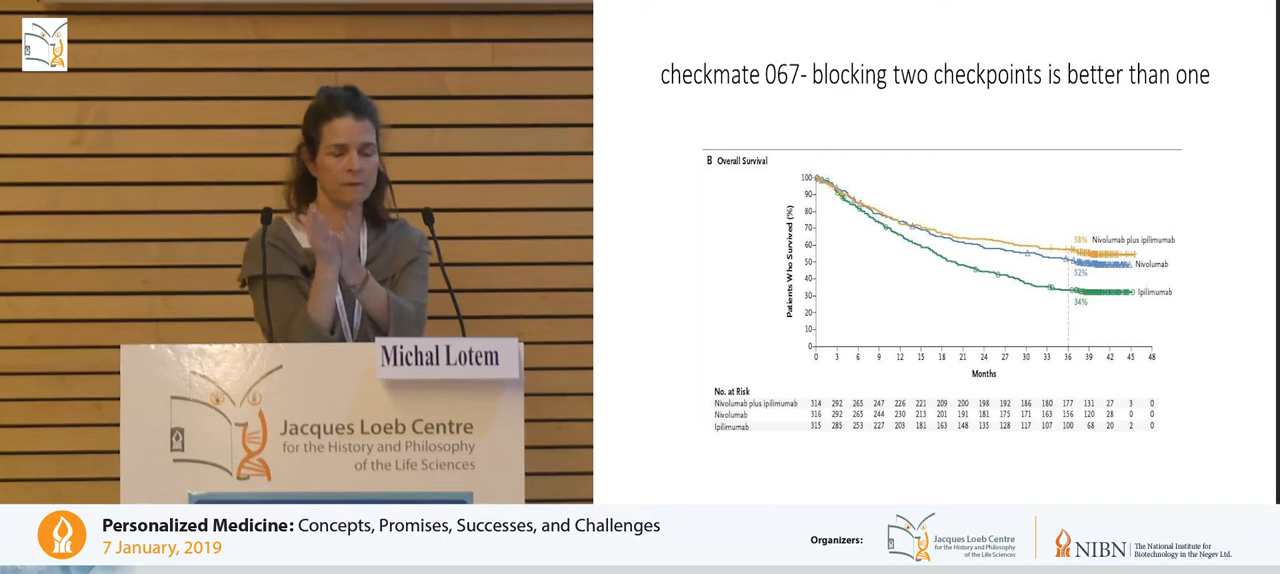 checkmate 067- blocking two checkpoints is better than one
B Overall Survival
Patients Who Survived (%)
100
90
80
70
60
50
40
30
20
10
0
58%
Nivolumab plus ipilimumab
Nivolumab
52%
Ipilimumab
34%
0 3 6 9 12 15 18 21 24 27 30 33 36 39 42 45 48
Months
No. at Risk
Nivolumab plus ipilimumab 314 292 265 247 226 221 209 200 198 192 186 180 177 131 27 3 0
Nivolumab 316 292 265 244 230 213 201 191 181 175 171 163 156 120 28 0 0
Ipilimumab 315 285 253 227 203 181 163 148 135 128 117 107 100 68 20 2 0
Michal Lotem
Jacques Loeb Centre
for the History and Philosophy
of the Life Sciences
Personalized Medicine: Concepts, Promises, Successes, and Challenges
7 January, 2019
Organizers:
Jacques Loeb Centre
for the History and Philosophy
of the Life Sciences
NIBN
The National Institute for
Biotechnology in the Negev Ltd.